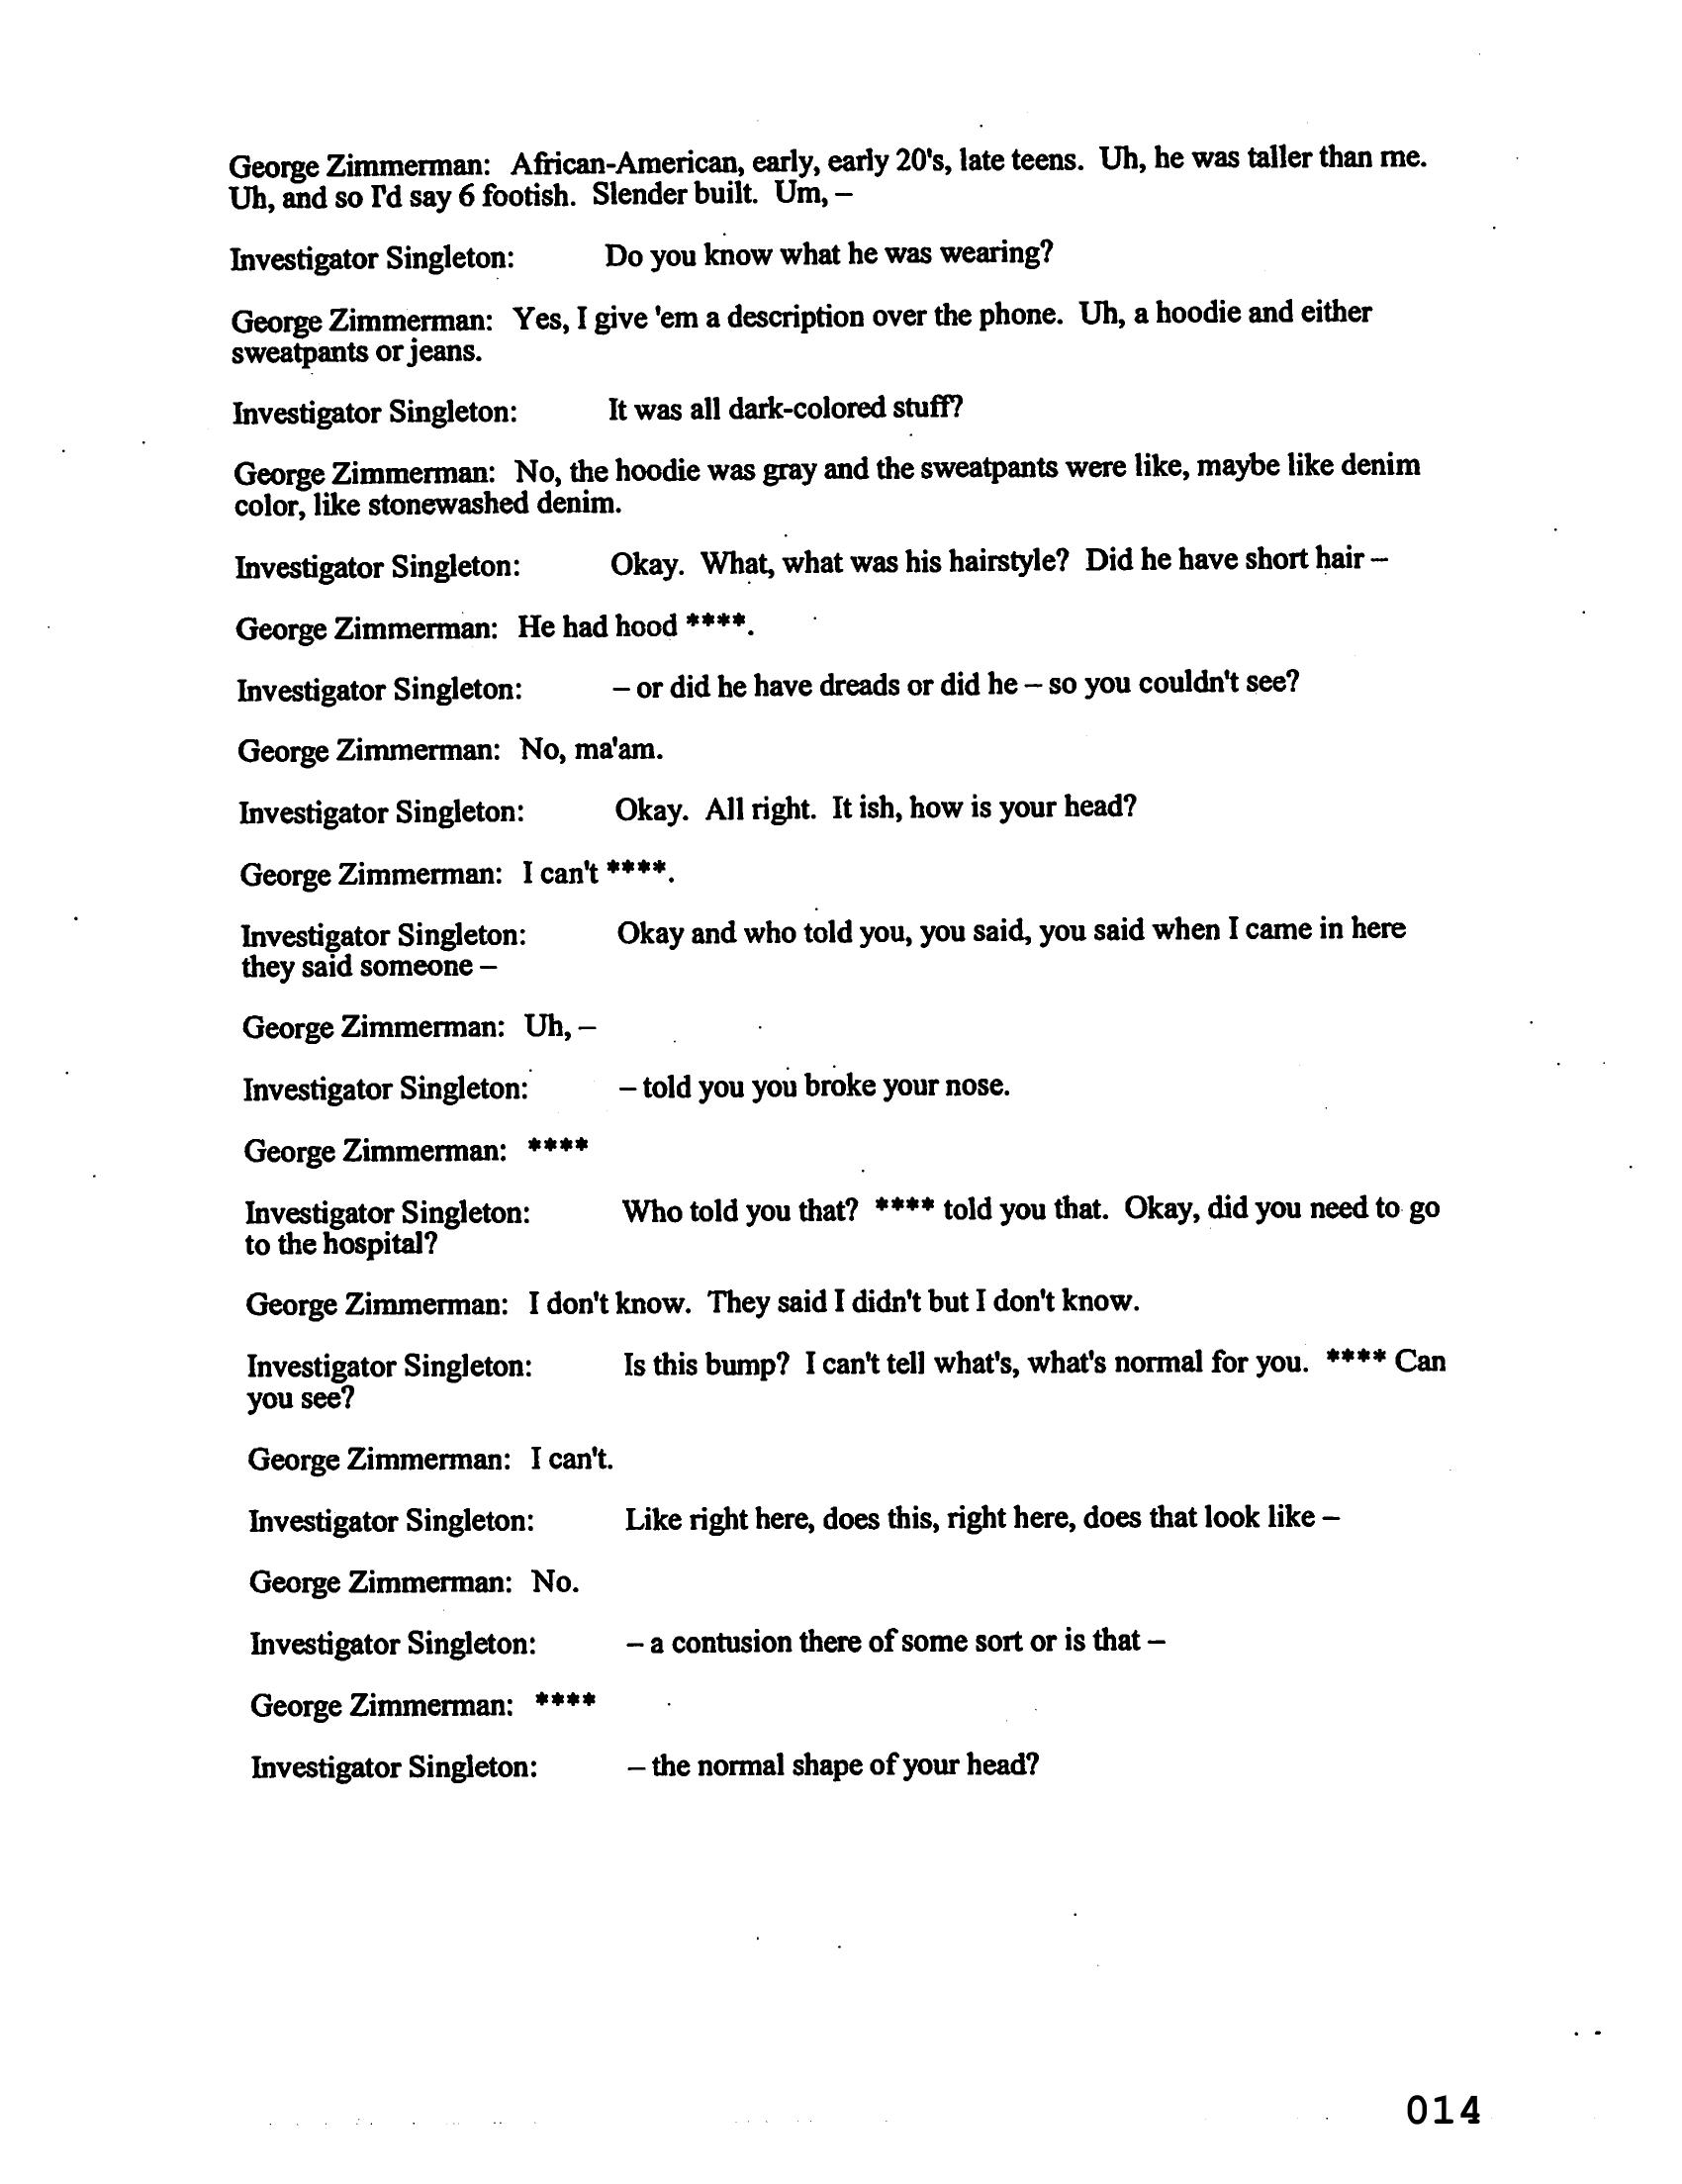 George Zimmerman: African-American, early, early 20's, late teens. Uh, he was taller than me.
Uh, and so I'd say 6 footish. Slender built. Um, –
Investigator Singleton: Do you know what he was wearing?
George Zimmerman: Yes, I give 'em a description over the phone. Uh, a hoodie and either
sweatpants or jeans.
Investigator Singleton: It was all dark-colored stuff?
George Zimmerman: No, the hoodie was gray and the sweatpants were like, maybe like denim
color, like stonewashed denim.
Investigator Singleton: Okay. What, what was his hairstyle? Did he have short hair –
George Zimmerman: He had hood ****.
Investigator Singleton: – or did he have dreads or did he – so you couldn't see?
George Zimmerman: No, ma'am.
Investigator Singleton: Okay. All right. It ish, how is your head?
George Zimmerman: I can't ****.
Investigator Singleton: Okay and who told you, you said, you said when I came in here
they said someone –
George Zimmerman: Uh, –
Investigator Singleton: – told you you broke your nose.
George Zimmerman: ****
Investigator Singleton: Who told you that? **** told you that. Okay, did you need to go
to the hospital?
George Zimmerman: I don't know. They said I didn't but I don't know.
Investigator Singleton: Is this bump? I can't tell what's, what's normal for you. **** Can
you see?
George Zimmerman: I can't.
Investigator Singleton: Like right here, does this, right here, does that look like –
George Zimmerman: No.
Investigator Singleton: – a contusion there of some sort or is that –
George Zimmerman: ****
Investigator Singleton: – the normal shape of your head?
014